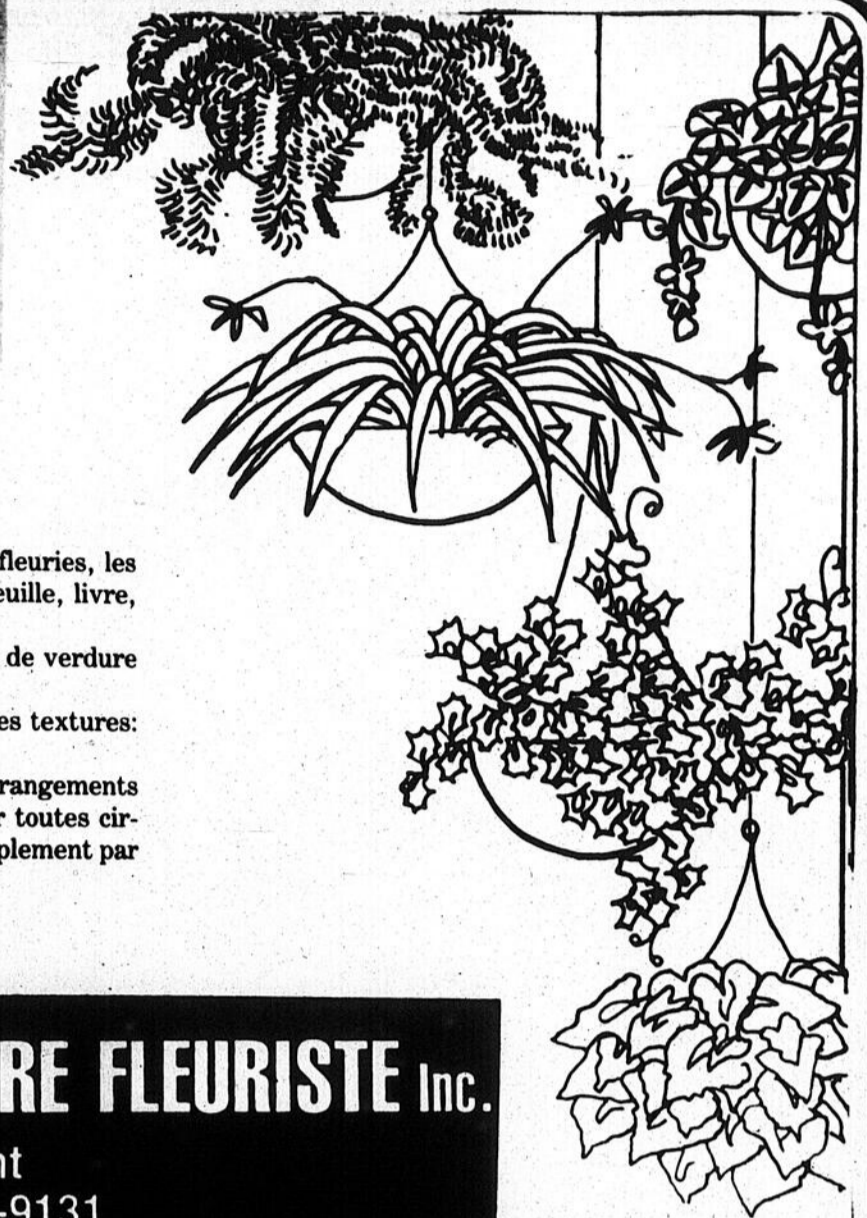 fleuries, les
euille, livre,
de verdure
es textures:
rangements
r toutes cir-
plement par
RE FLEURISTE Inc.
nt
-9131